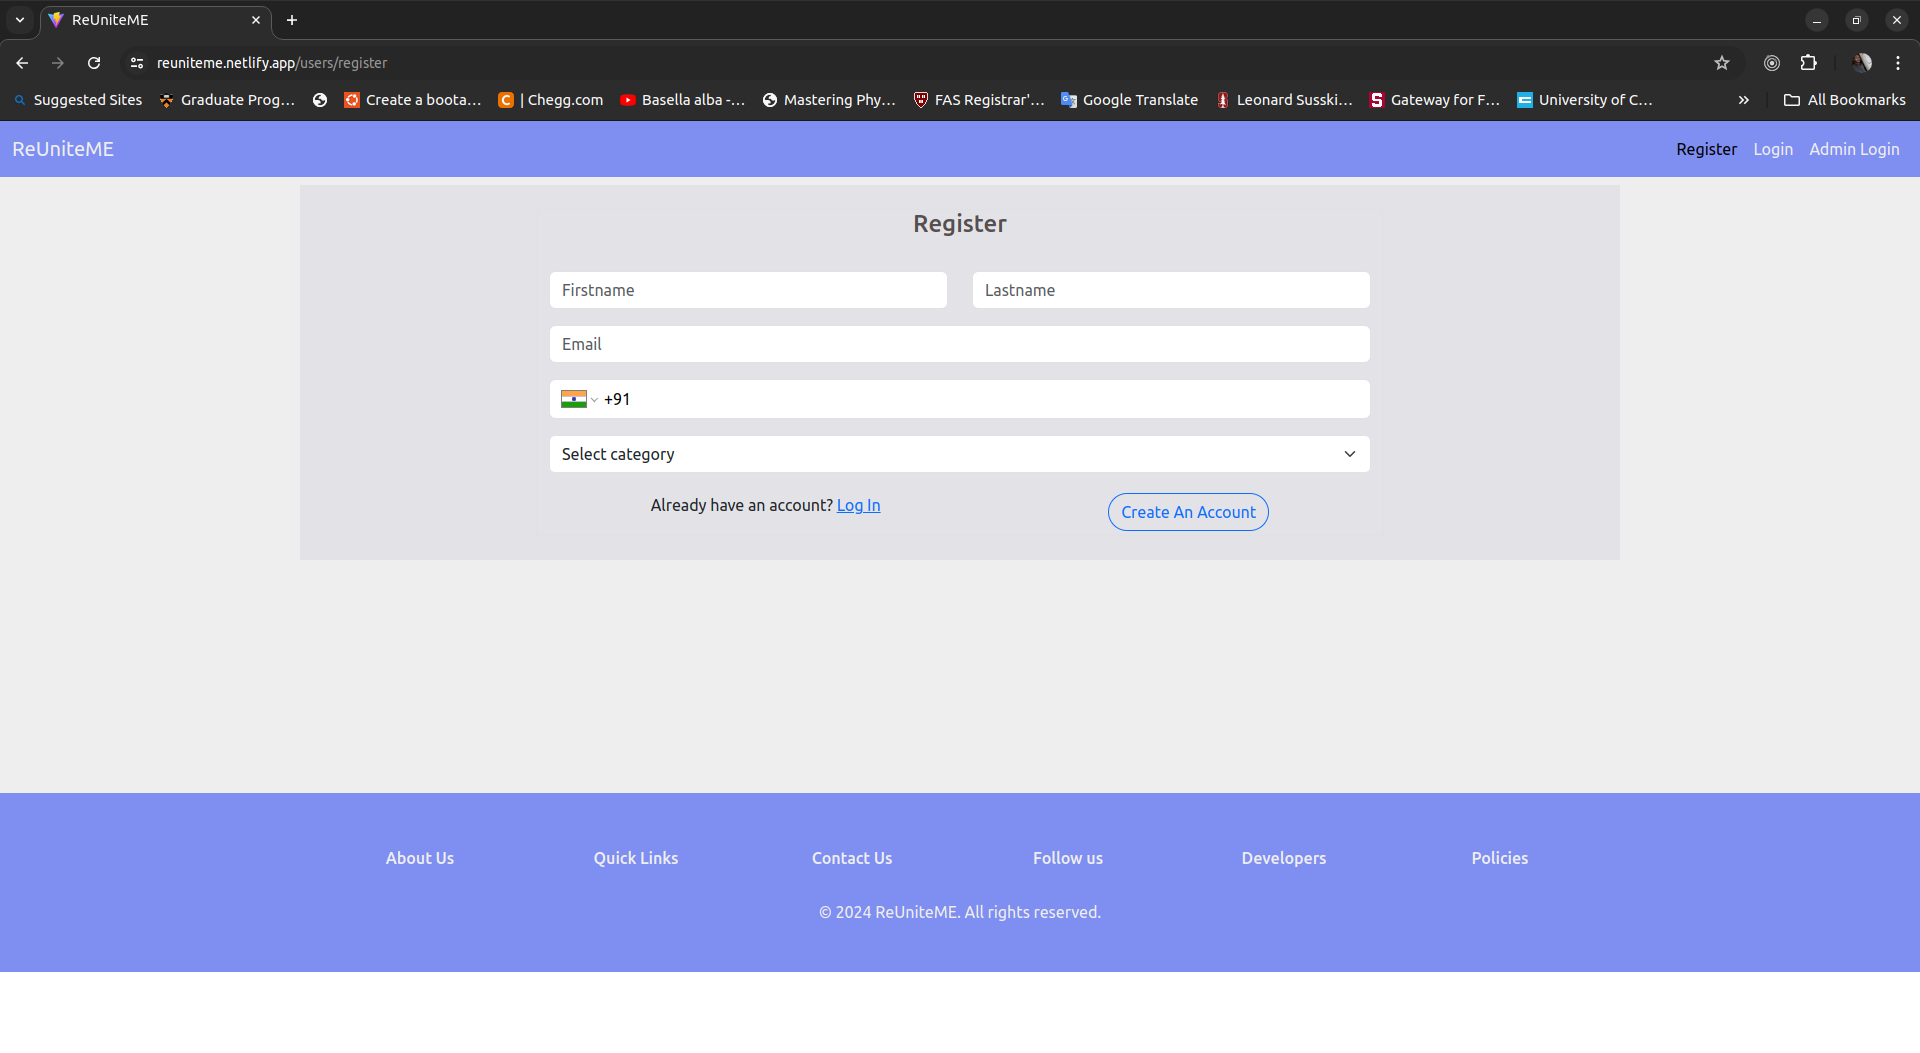 ReUniteME
reuniteme.netlify.app/users/register
Suggested Sites Graduate Prog... Create a boota... | Chegg.com Basella alba -... Mastering Phy... FAS Registrar'... Google Translate Leonard Susski... Gateway for F... University of C... » All Bookmarks
ReUniteME Register Login Admin Login
Register
Firstname Lastname
Email
+91
Select category
Already have an account? Log In Create An Account
About Us Quick Links Contact Us Follow us Developers Policies
© 2024 ReUniteME. All rights reserved.